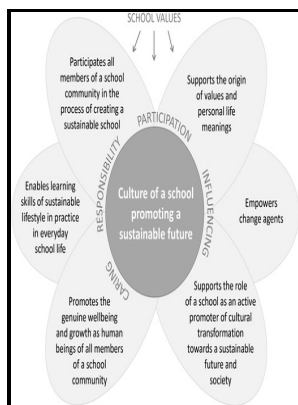 SCHOOL VALUES
Participates all
members of a school
community in the
process of creating a
sustainable school
Supports the origin
of values and
personal life
meanings
PARTICIPATION
RESPONSIBILITY
INFLUENCING
CARING
Culture of a school
promoting a
sustainable future
Enables learning
skills of sustainable
lifestyle in practice
in everyday
school life
Empowers
change agents
Promotes the
genuine wellbeing
and growth as human
beings of all members
of a school
community
Supports the role
of a school as an active
promoter of cultural
transformation
towards a sustainable
future and
society